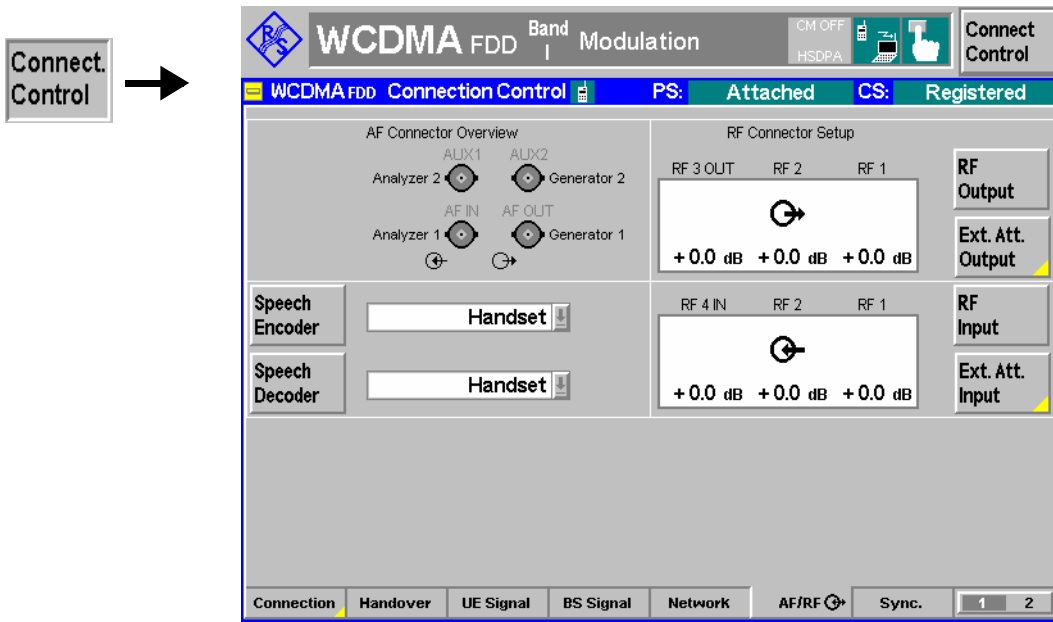 Connect.
Control
R S
WCDMA FDD Band I Modulation
CM OFF
HSDPA
Connect
Control
WCDMA FDD Connection Control PS: Attached CS: Registered
AF Connector Overview
AUX1 AUX2
Analyzer 2 Generator 2
AF IN AF OUT
Analyzer 1 Generator 1
RF Connector Setup
RF 3 OUT RF 2 RF 1
+0.0 dB +0.0 dB +0.0 dB
RF
Output
Ext. Att.
Output
Speech
Encoder
Handset
Speech
Decoder
Handset
RF 4 IN RF 2 RF 1
+0.0 dB +0.0 dB +0.0 dB
RF
Input
Ext. Att.
Input
Connection Handover UE Signal BS Signal Network AF/RF Sync. 1 2